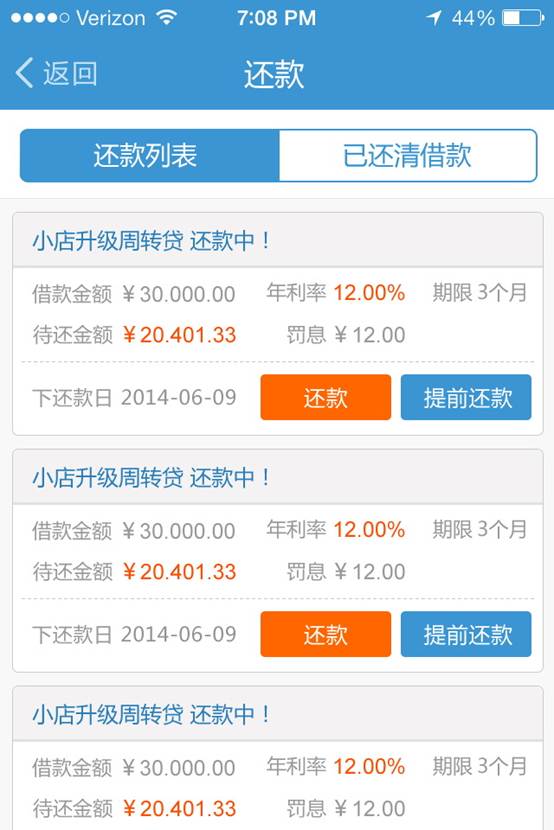 Verizon 7:08 PM 44%
返回 还款
还款列表 已还清借款
小店升级周转贷 还款中！
借款金额 ￥30.000.00 年利率 12.00% 期限 3个月
待还金额 ￥20.401.33 罚息 ￥12.00
下还款日 2014-06-09 还款 提前还款
小店升级周转贷 还款中！
借款金额 ￥30.000.00 年利率 12.00% 期限 3个月
待还金额 ￥20.401.33 罚息 ￥12.00
下还款日 2014-06-09 还款 提前还款
小店升级周转贷 还款中！
借款金额 ￥30.000.00 年利率 12.00% 期限 3个月
待还金额 ￥20.401.33 罚息 ￥12.00